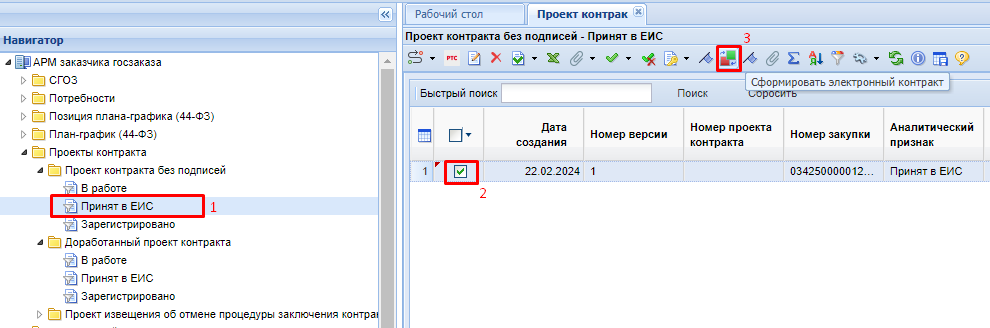 Рабочий стол
Проект контрак
Навигатор
Проект контракта без подписей - Принят в ЕИС
3
АРМ заказчика госзаказа
РТС
СГОЗ
Сформировать электронный контракт
Потребности
Быстрый поиск
Поиск
Сбросить
Позиция плана-графика (44-ФЗ)
План-график (44-ФЗ)
Дата создания
Номер версии
Номер проекта контракта
Номер закупки
Аналитический признак
Проекты контракта
Проект контракта без подписей
1
22.02.2024
1
034250000012...
Принят в ЕИС
В работе
2
Принят в ЕИС
1
Зарегистрировано
Доработанный проект контракта
В работе
Принят в ЕИС
Зарегистрировано
Проект извещения об отмене процедуры заключения контрак